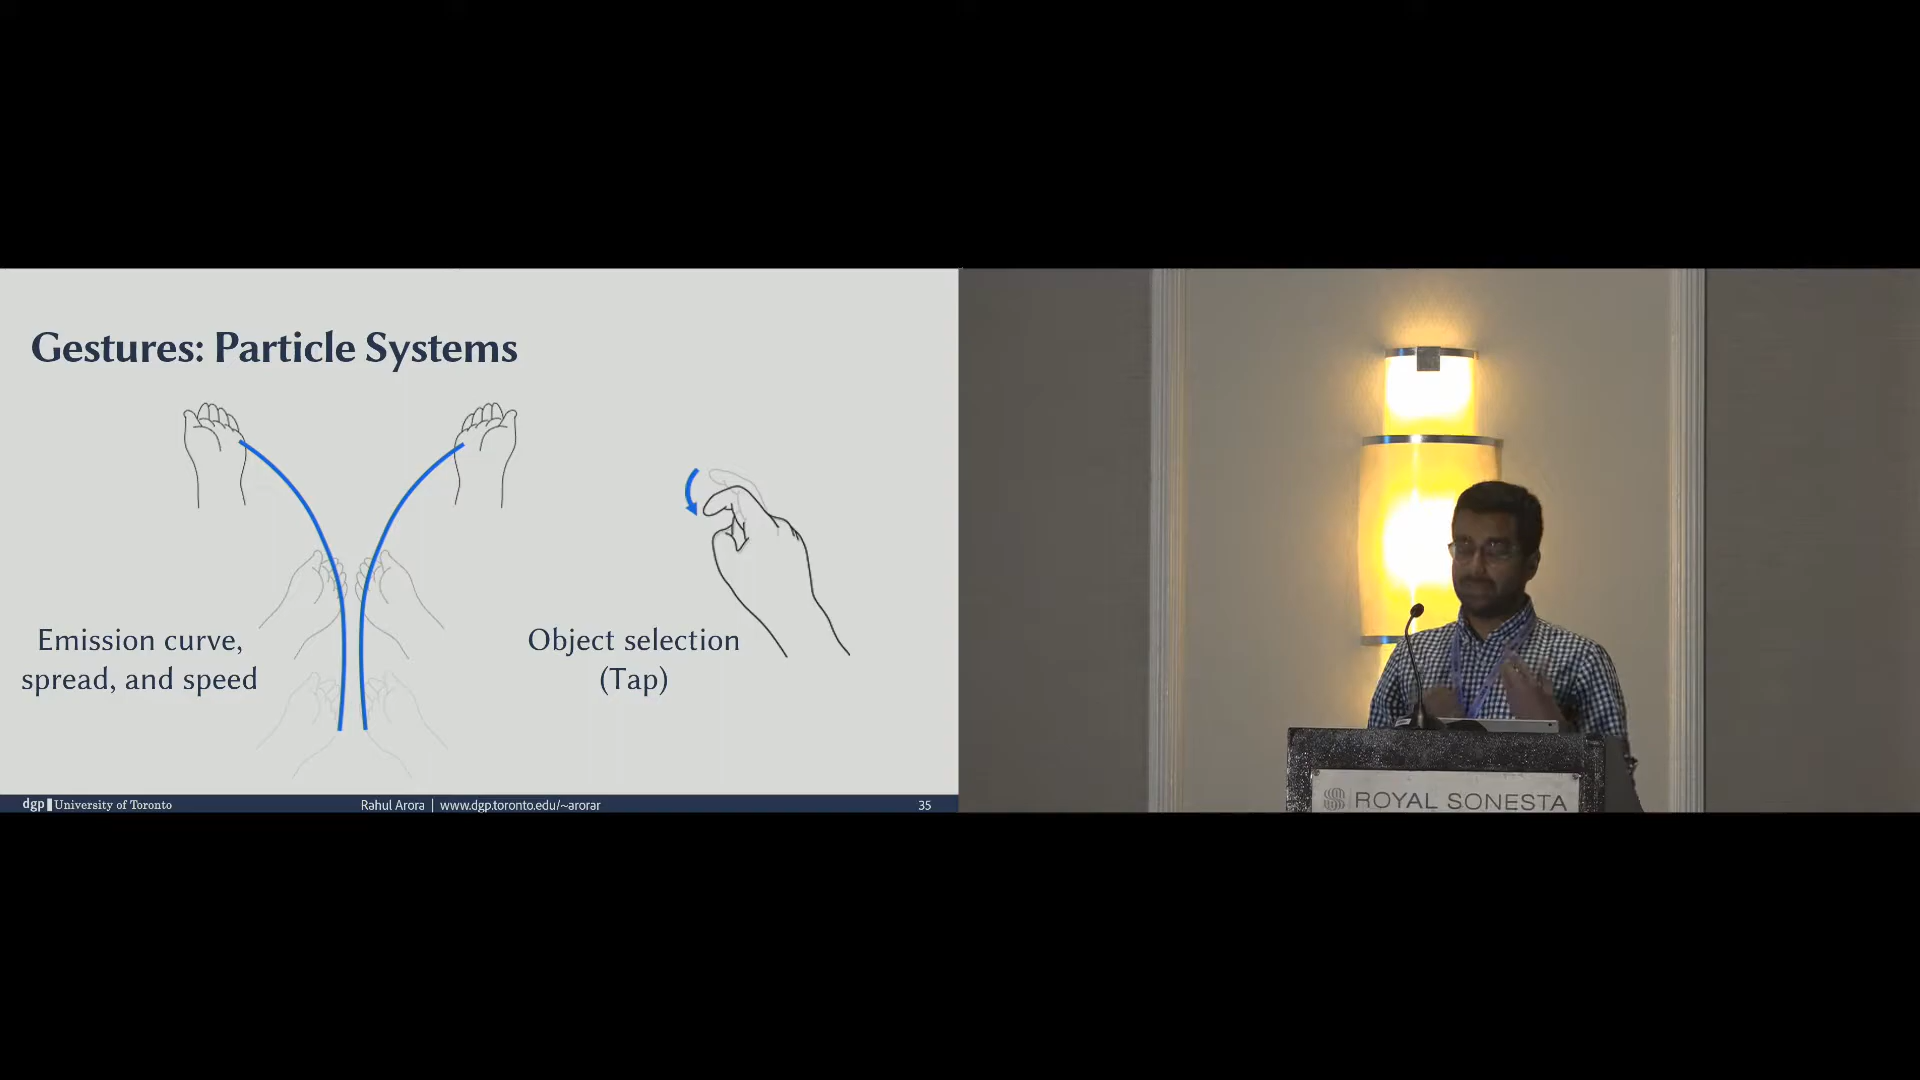 Gestures: Particle Systems
Emission curve,
spread, and speed
Object selection
(Tap)
dgp University of Toronto
Rahul Arora | www.dgp.toronto.edu/~arorar
35
ROYAL SONESTA